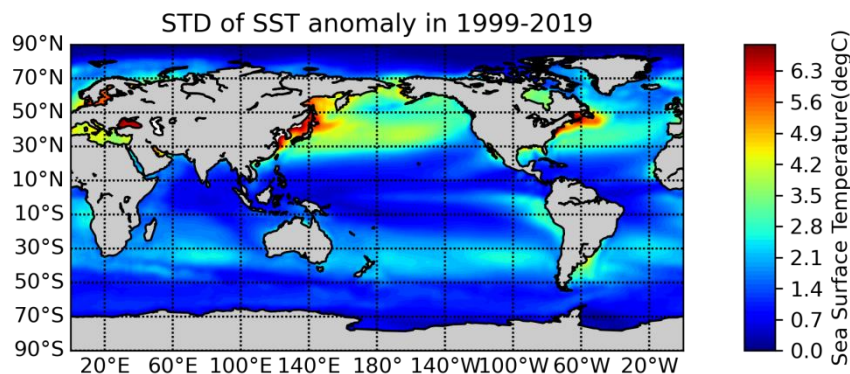 STD of SST anomaly in 1999-2019
90°N
70°N
50°N
30°N
10°N
10°S
30°S
50°S
70°S
90°S
20°E 60°E 100°E 140°E 180° 140°W 100°W 60°W 20°W
6.3
5.6
4.9
4.2
3.5
2.8
2.1
1.4
0.7
0.0
Sea Surface Temperature(degC)